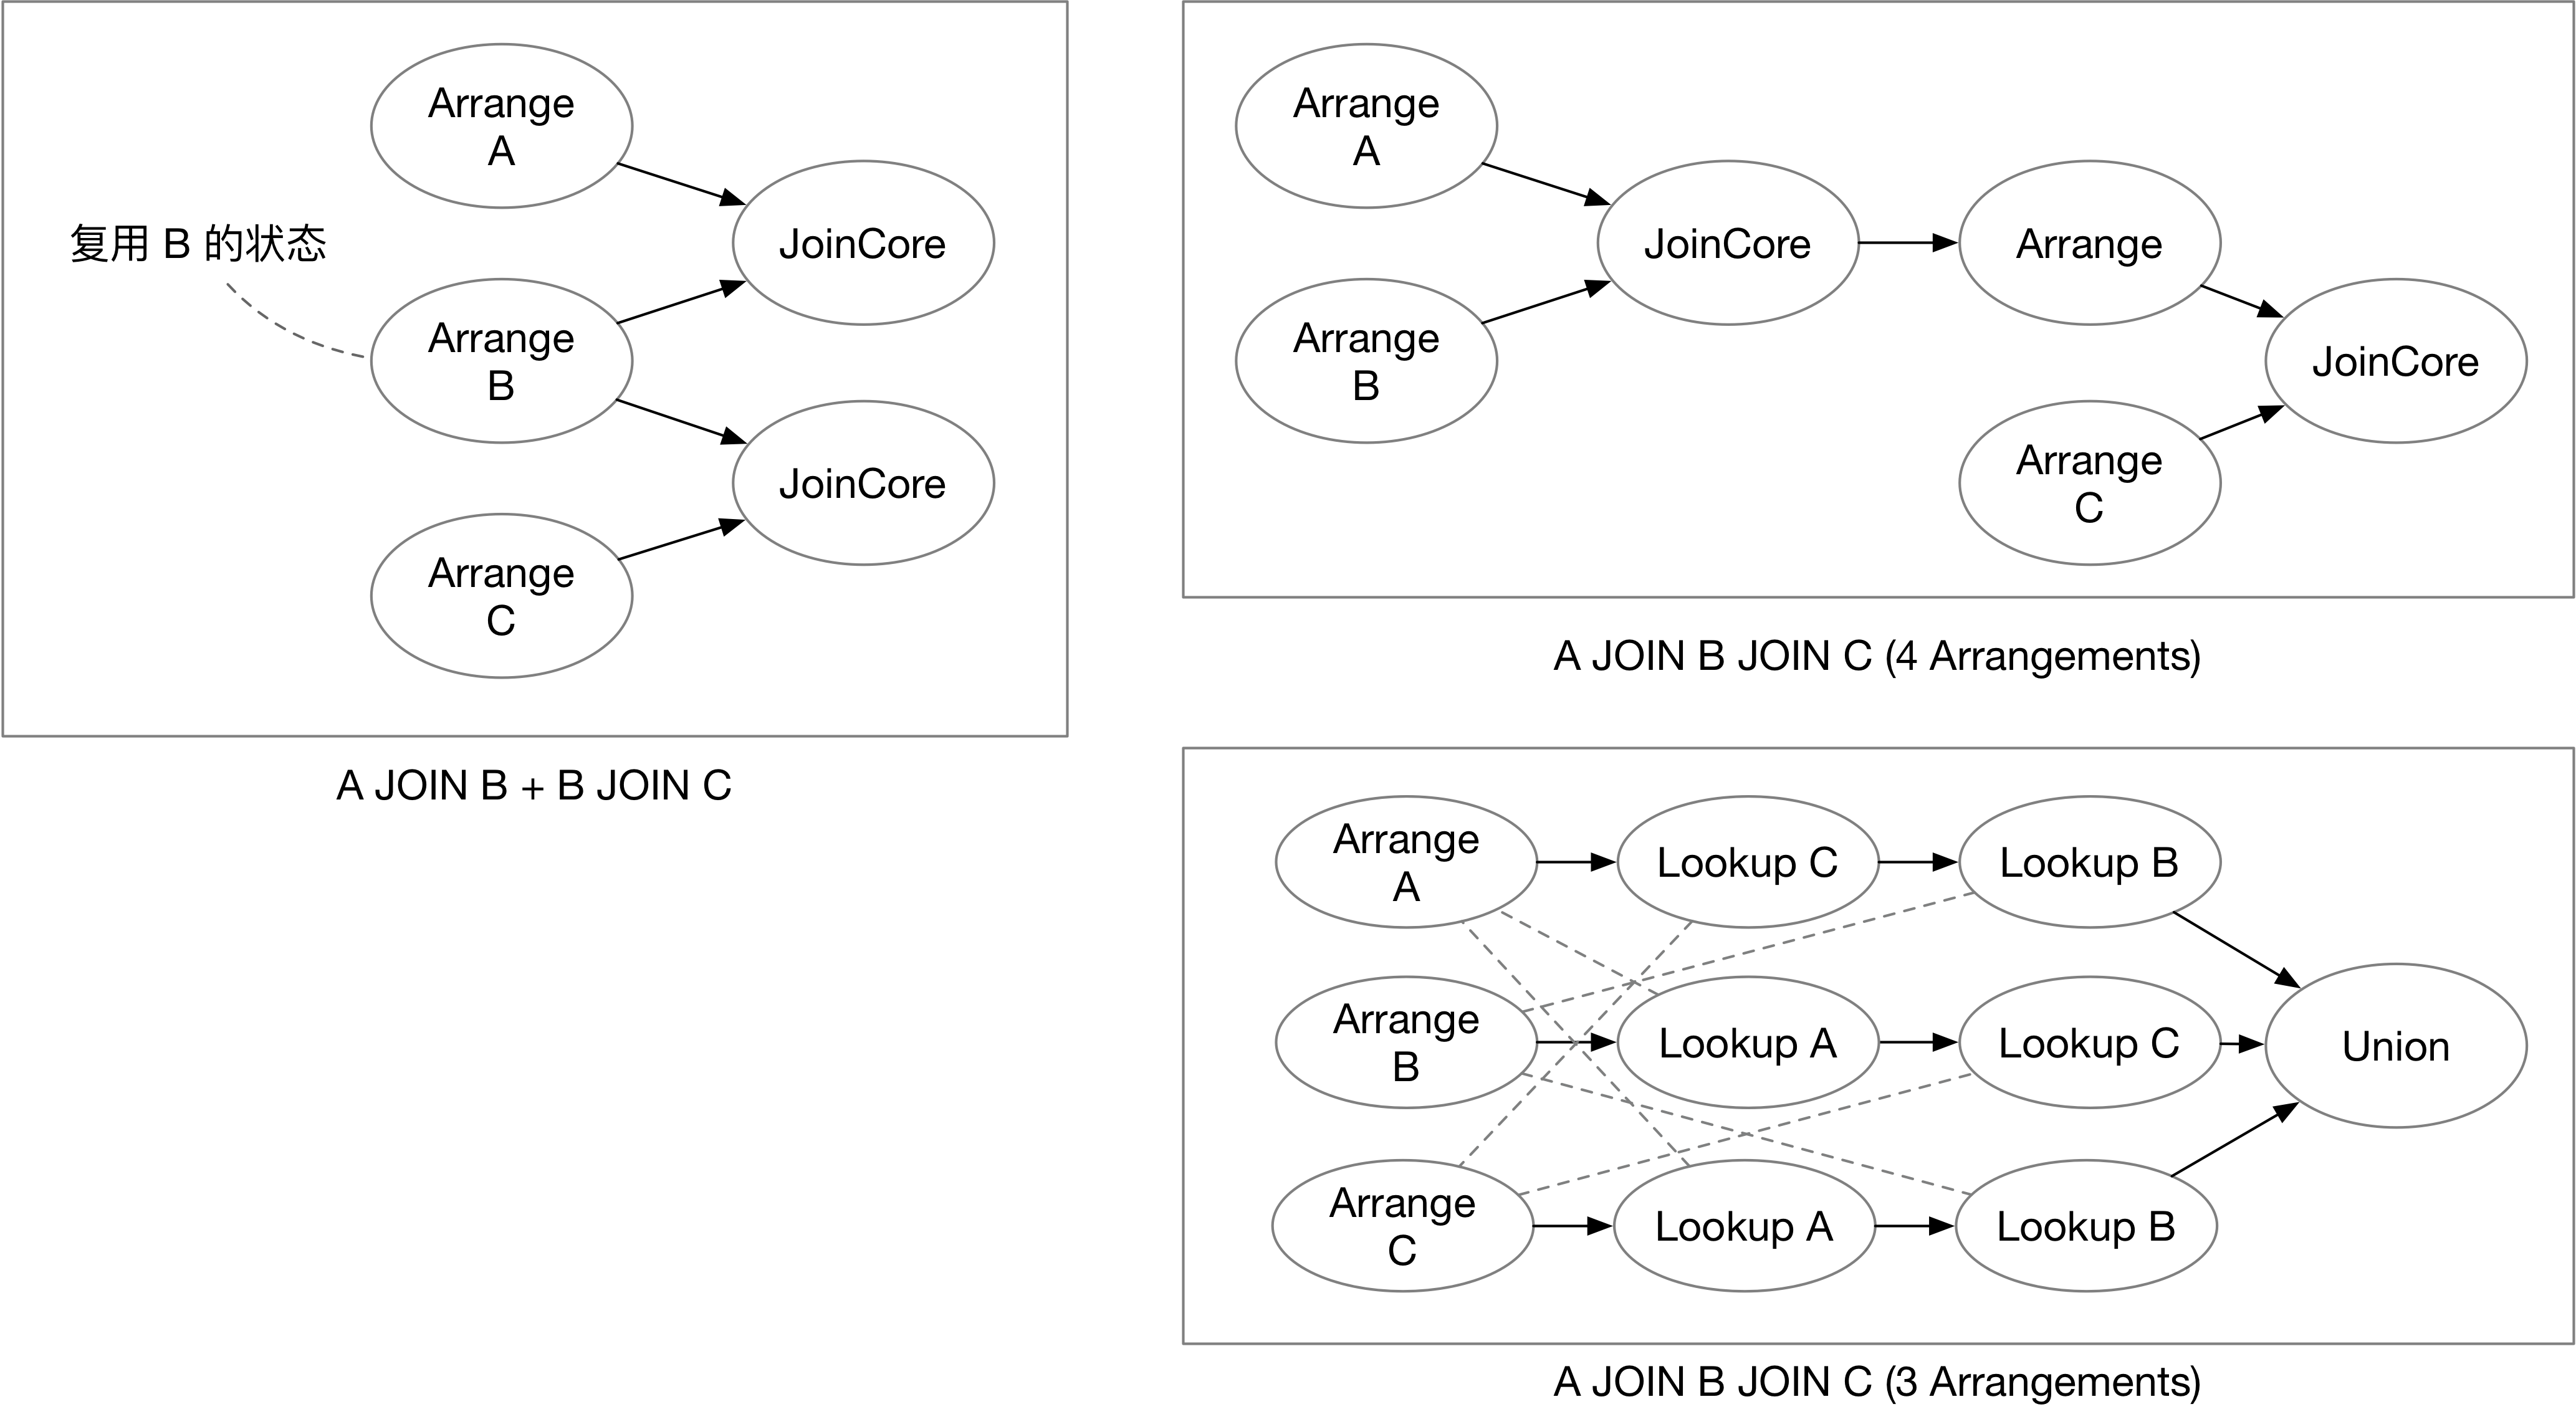 Arrange
A
JoinCore
复用 B 的状态
Arrange
B
JoinCore
Arrange
C
A JOIN B + B JOIN C
Arrange
A
JoinCore
Arrange
Arrange
B
JoinCore
Arrange
C
A JOIN B JOIN C (4 Arrangements)
Arrange
A
Lookup C
Lookup B
Arrange
B
Lookup A
Lookup C
Union
Arrange
C
Lookup A
Lookup B
A JOIN B JOIN C (3 Arrangements)